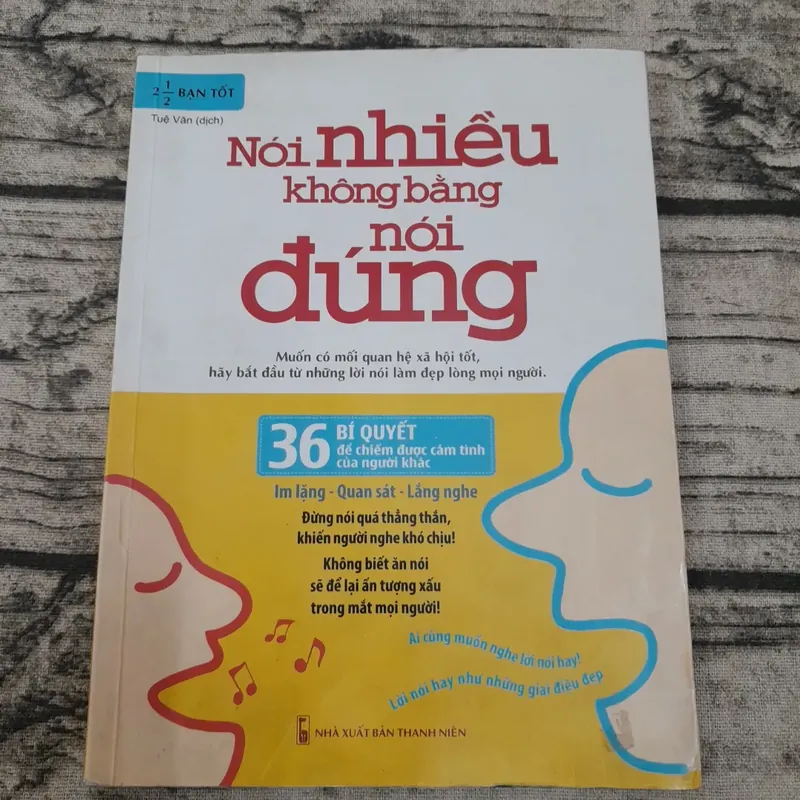 2 1/2 BẠN TỐT
Tuệ Văn (dịch)
Nói nhiều
không bằng
nói
đúng
Muốn có mối quan hệ xã hội tốt,
hãy bắt đầu từ những lời nói làm đẹp lòng mọi người.
36 BÍ QUYẾT
để chiếm được cảm tình
của người khác
Im lặng - Quan sát - Lắng nghe
Đừng nói quá thẳng thắn,
khiến người nghe khó chịu!
Không biết ăn nói
sẽ để lại ấn tượng xấu
trong mắt mọi người!
Ai cũng muốn nghe lời nói hay!
Lời nói hay như những giai điệu đẹp
NHÀ XUẤT BẢN THANH NIÊN